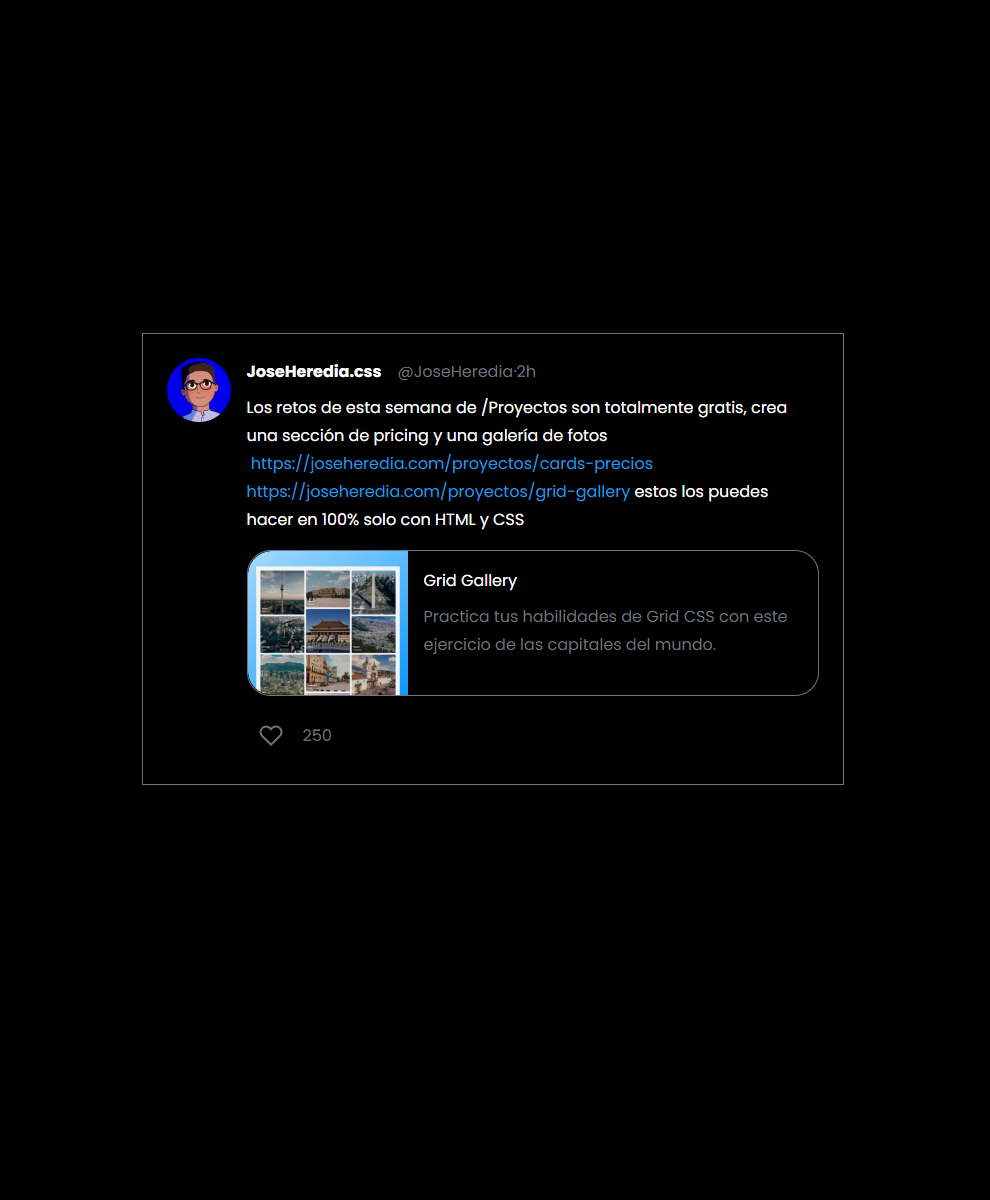 JoseHeredia.css @JoseHeredia·2h
Los retos de esta semana de /Proyectos son totalmente gratis, crea
una sección de pricing y una galería de fotos
https://joseheredia.com/proyectos/cards-precios
https://joseheredia.com/proyectos/grid-gallery estos los puedes
hacer en 100% solo con HTML y CSS
Grid Gallery
Practica tus habilidades de Grid CSS con este
ejercicio de las capitales del mundo.
250